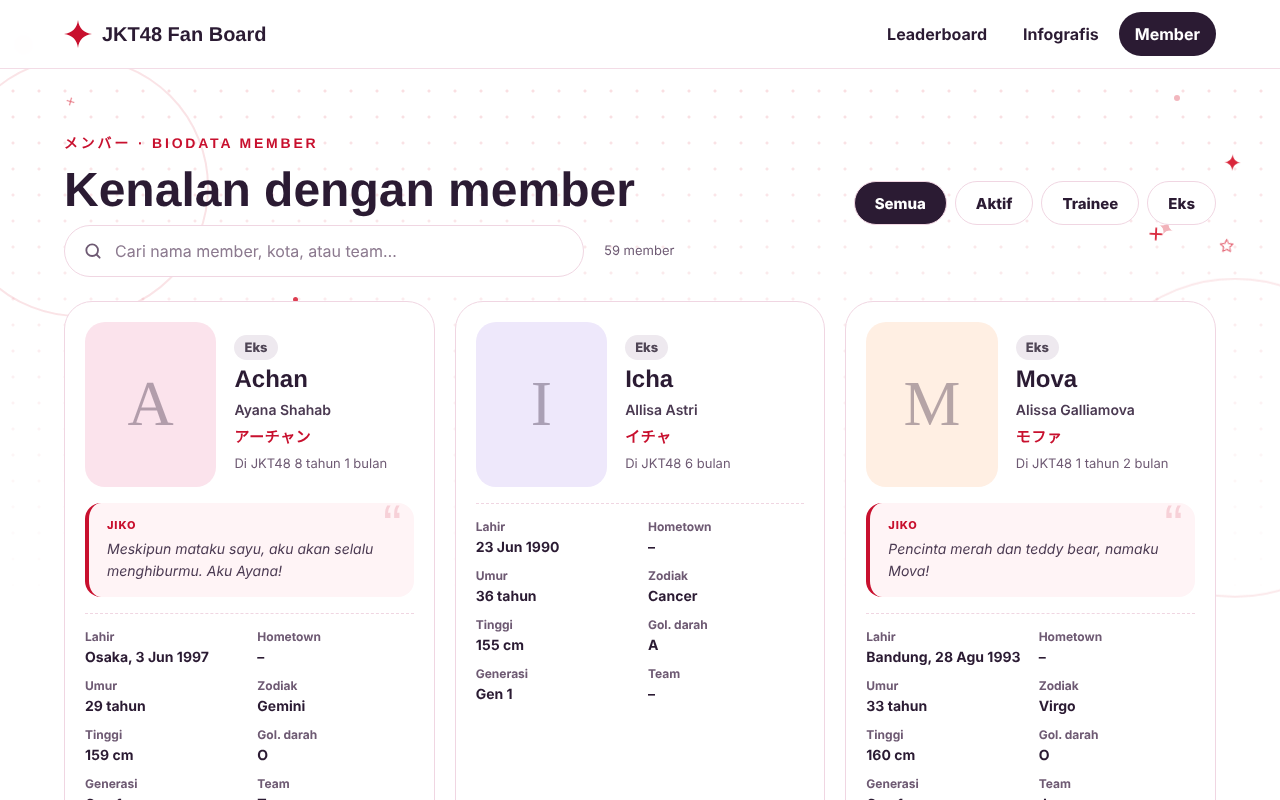 JKT48 Fan Board
Leaderboard
Infografis
Member
メンバー · BIODATA MEMBER
Kenalan dengan member
Semua
Aktif
Trainee
Eks
Cari nama member, kota, atau team...
59 member
A
Eks
Achan
Ayana Shahab
アーチャン
Di JKT48 8 tahun 1 bulan
JIKO
“
Meskipun mataku sayu, aku akan selalu
menghiburmu. Aku Ayana!
Lahir
Osaka, 3 Jun 1997
Hometown
–
Umur
29 tahun
Zodiak
Gemini
Tinggi
159 cm
Gol. darah
O
Generasi
Team
I
Eks
Icha
Allisa Astri
イチャ
Di JKT48 6 bulan
Lahir
23 Jun 1990
Hometown
–
Umur
36 tahun
Zodiak
Cancer
Tinggi
155 cm
Gol. darah
A
Generasi
Gen 1
Team
–
M
Eks
Mova
Alissa Galliamova
モファ
Di JKT48 1 tahun 2 bulan
JIKO
“
Pencinta merah dan teddy bear, namaku
Mova!
Lahir
Bandung, 28 Agu 1993
Hometown
–
Umur
33 tahun
Zodiak
Virgo
Tinggi
160 cm
Gol. darah
O
Generasi
Team